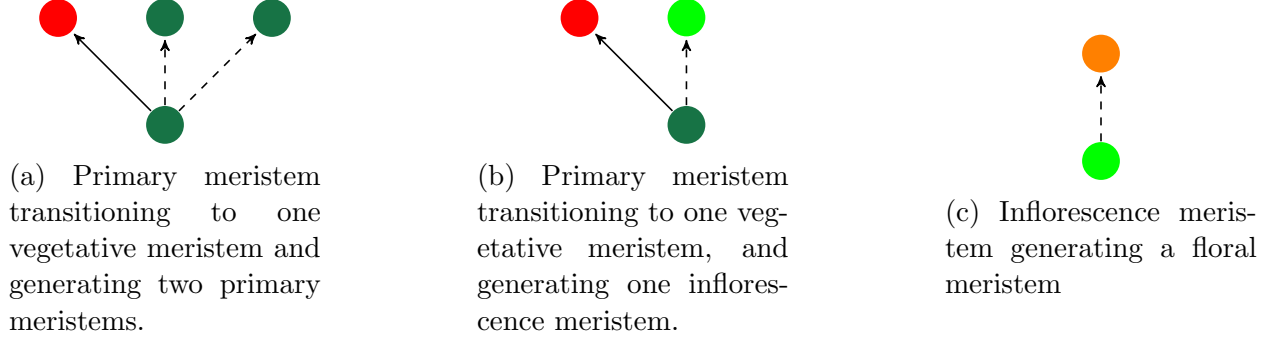 (a) Primary meristem
transitioning to one
vegetative meristem and
generating two primary
meristems.
(b) Primary meristem
transitioning to one veg-
etative meristem, and
generating one inflores-
cence meristem.
(c) Inflorescence meris-
tem generating a floral
meristem